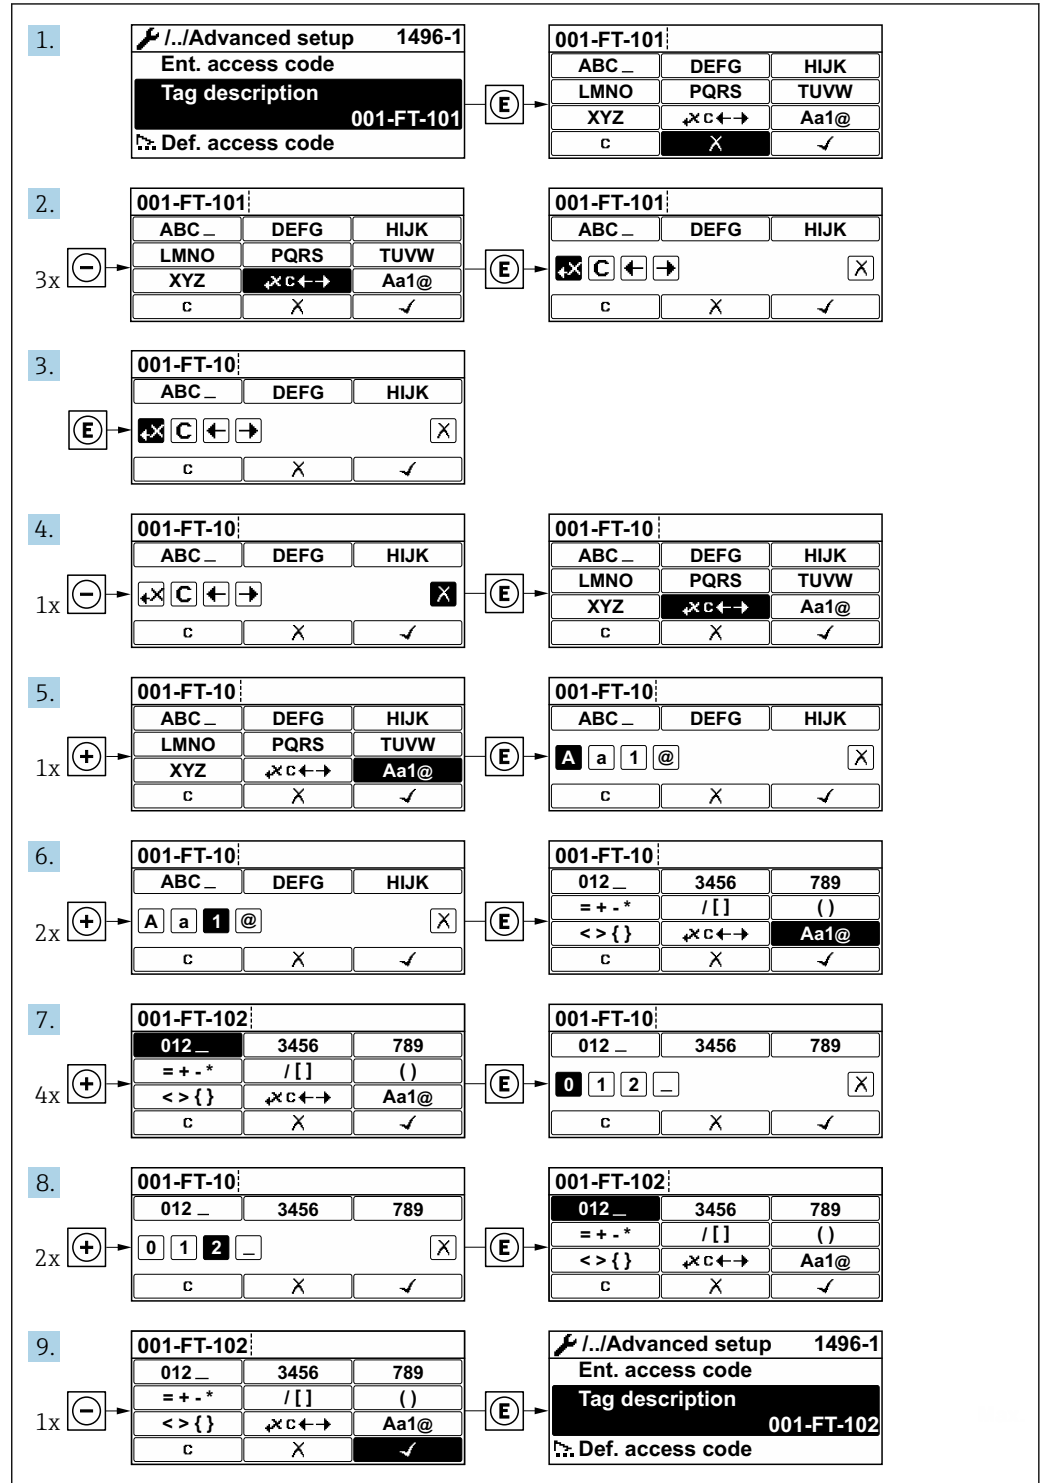 1.
/../Advanced setup 1496-1
Ent. access code
Tag description
001-FT-101
Def. access code
E
001-FT-101
ABC_ DEFG HIJK
LMNO PQRS TUVW
XYZ C←→ Aa1@
C X ✓
2.
3x −
001-FT-101
ABC_ DEFG HIJK
LMNO PQRS TUVW
XYZ C←→ Aa1@
C X ✓
E
001-FT-101
ABC_ DEFG HIJK
C ← → X
C X ✓
3.
E
001-FT-10
ABC_ DEFG HIJK
C ← → X
C X ✓
4.
1x −
001-FT-10
ABC_ DEFG HIJK
C ← → X
C X ✓
E
001-FT-10
ABC_ DEFG HIJK
LMNO PQRS TUVW
XYZ C←→ Aa1@
C X ✓
5.
1x +
001-FT-10
ABC_ DEFG HIJK
LMNO PQRS TUVW
XYZ C←→ Aa1@
C X ✓
E
001-FT-10
ABC_ DEFG HIJK
A a 1 @ X
C X ✓
6.
2x +
001-FT-10
ABC_ DEFG HIJK
A a 1 @ X
C X ✓
E
001-FT-10
012_ 3456 789
=+-* /[] ()
<>{} C←→ Aa1@
C X ✓
7.
4x +
001-FT-102
012_ 3456 789
=+-* /[] ()
<>{} C←→ Aa1@
C X ✓
E
001-FT-10
012_ 3456 789
0 1 2 _ X
C X ✓
8.
2x +
001-FT-10
012_ 3456 789
0 1 2 _ X
C X ✓
E
001-FT-102
012_ 3456 789
=+-* /[] ()
<>{} C←→ Aa1@
C X ✓
9.
1x −
001-FT-102
012_ 3456 789
=+-* /[] ()
<>{} C←→ Aa1@
C X ✓
E
/../Advanced setup 1496-1
Ent. access code
Tag description
001-FT-102
Def. access code